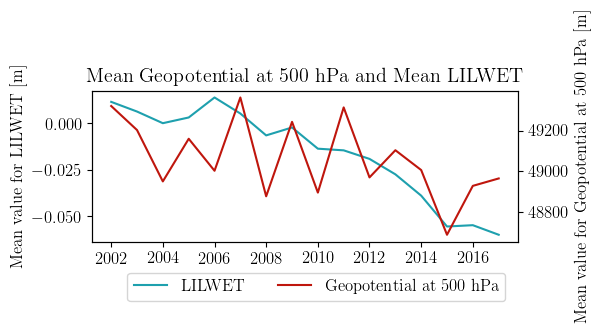 Mean Geopotential at 500 hPa and Mean LILWET
Mean value for LILWET [m]
0.000
−0.025
−0.050
2002 2004 2006 2008 2010 2012 2014 2016
49200
49000
48800
Mean value for Geopotential at 500 hPa [m]
LILWET Geopotential at 500 hPa